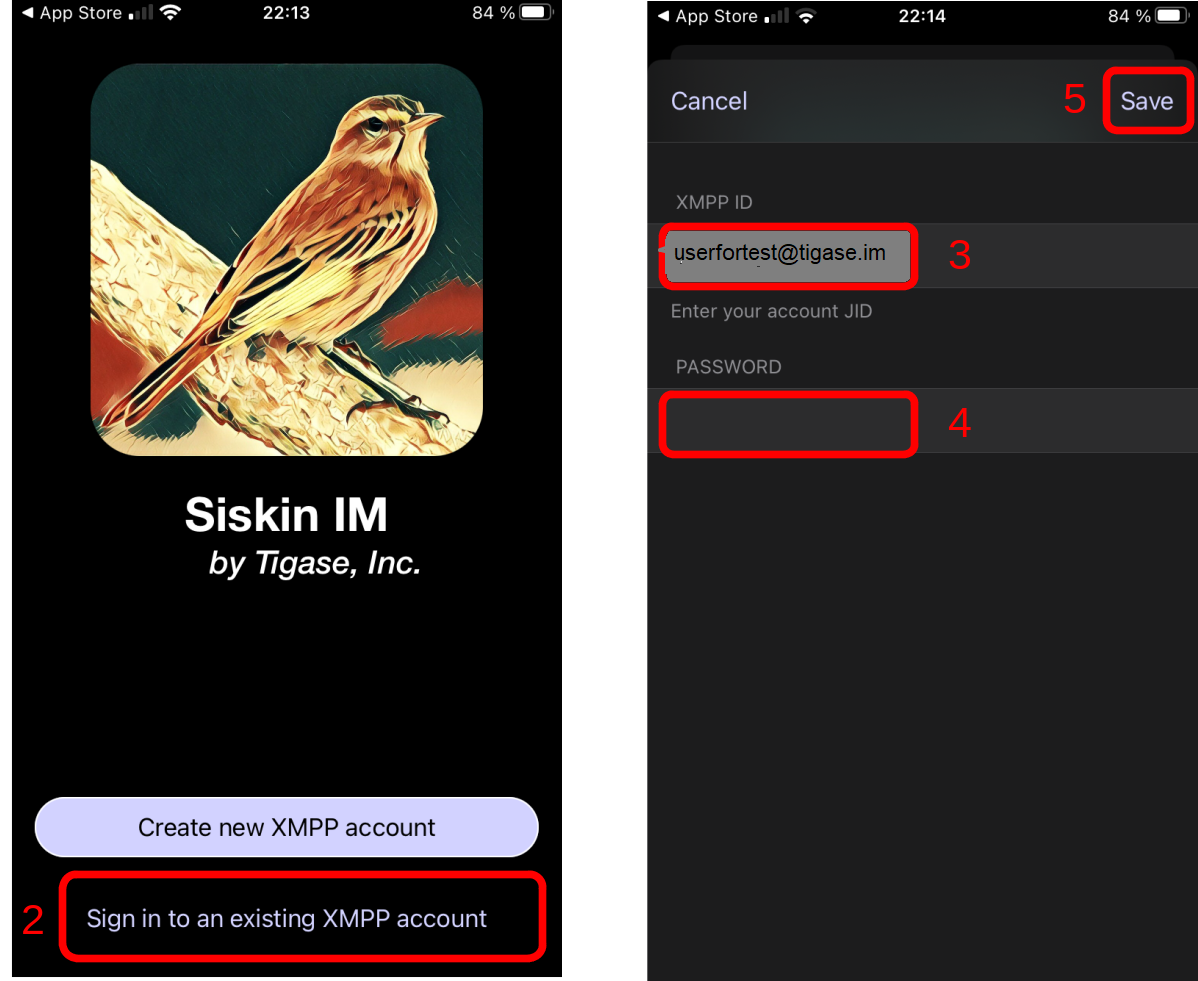 App Store 22:13 84 %
Siskin IM
by Tigase, Inc.
Create new XMPP account
2 Sign in to an existing XMPP account
App Store 22:14 84 %
Cancel 5 Save
XMPP ID
userfortest@tigase.im 3
Enter your account JID
PASSWORD
4